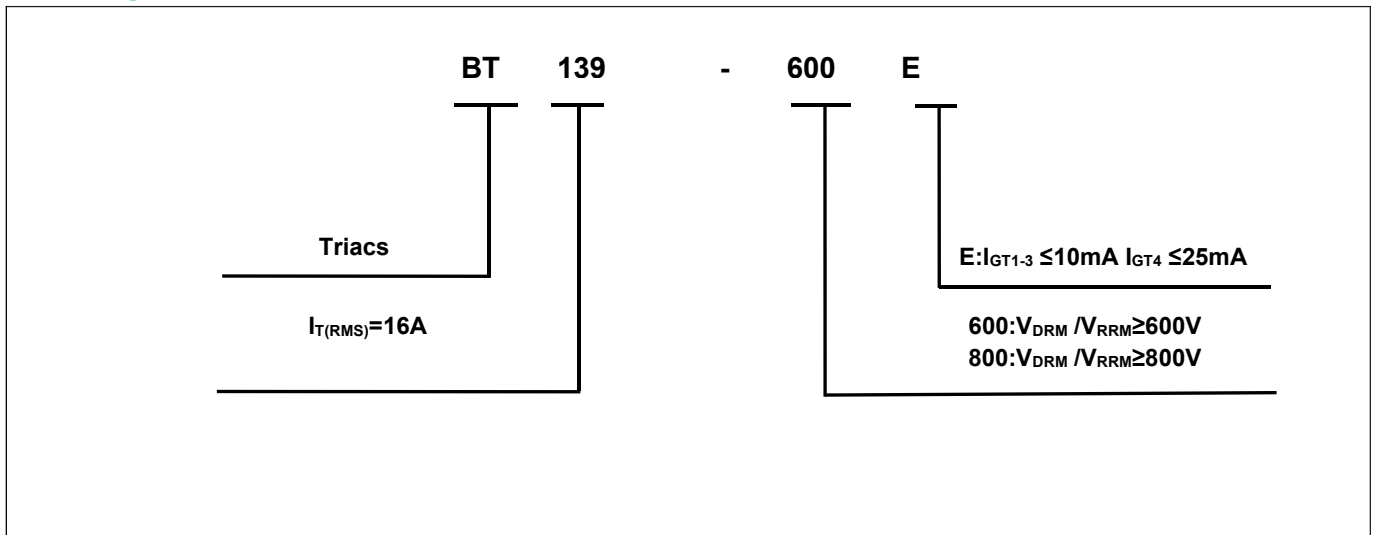 BT 139 - 600 E
Triacs
E:IGT1-3 ≤10mA IGT4 ≤25mA
IT(RMS)=16A
600:VDRM /VRRM≥600V
800:VDRM /VRRM≥800V